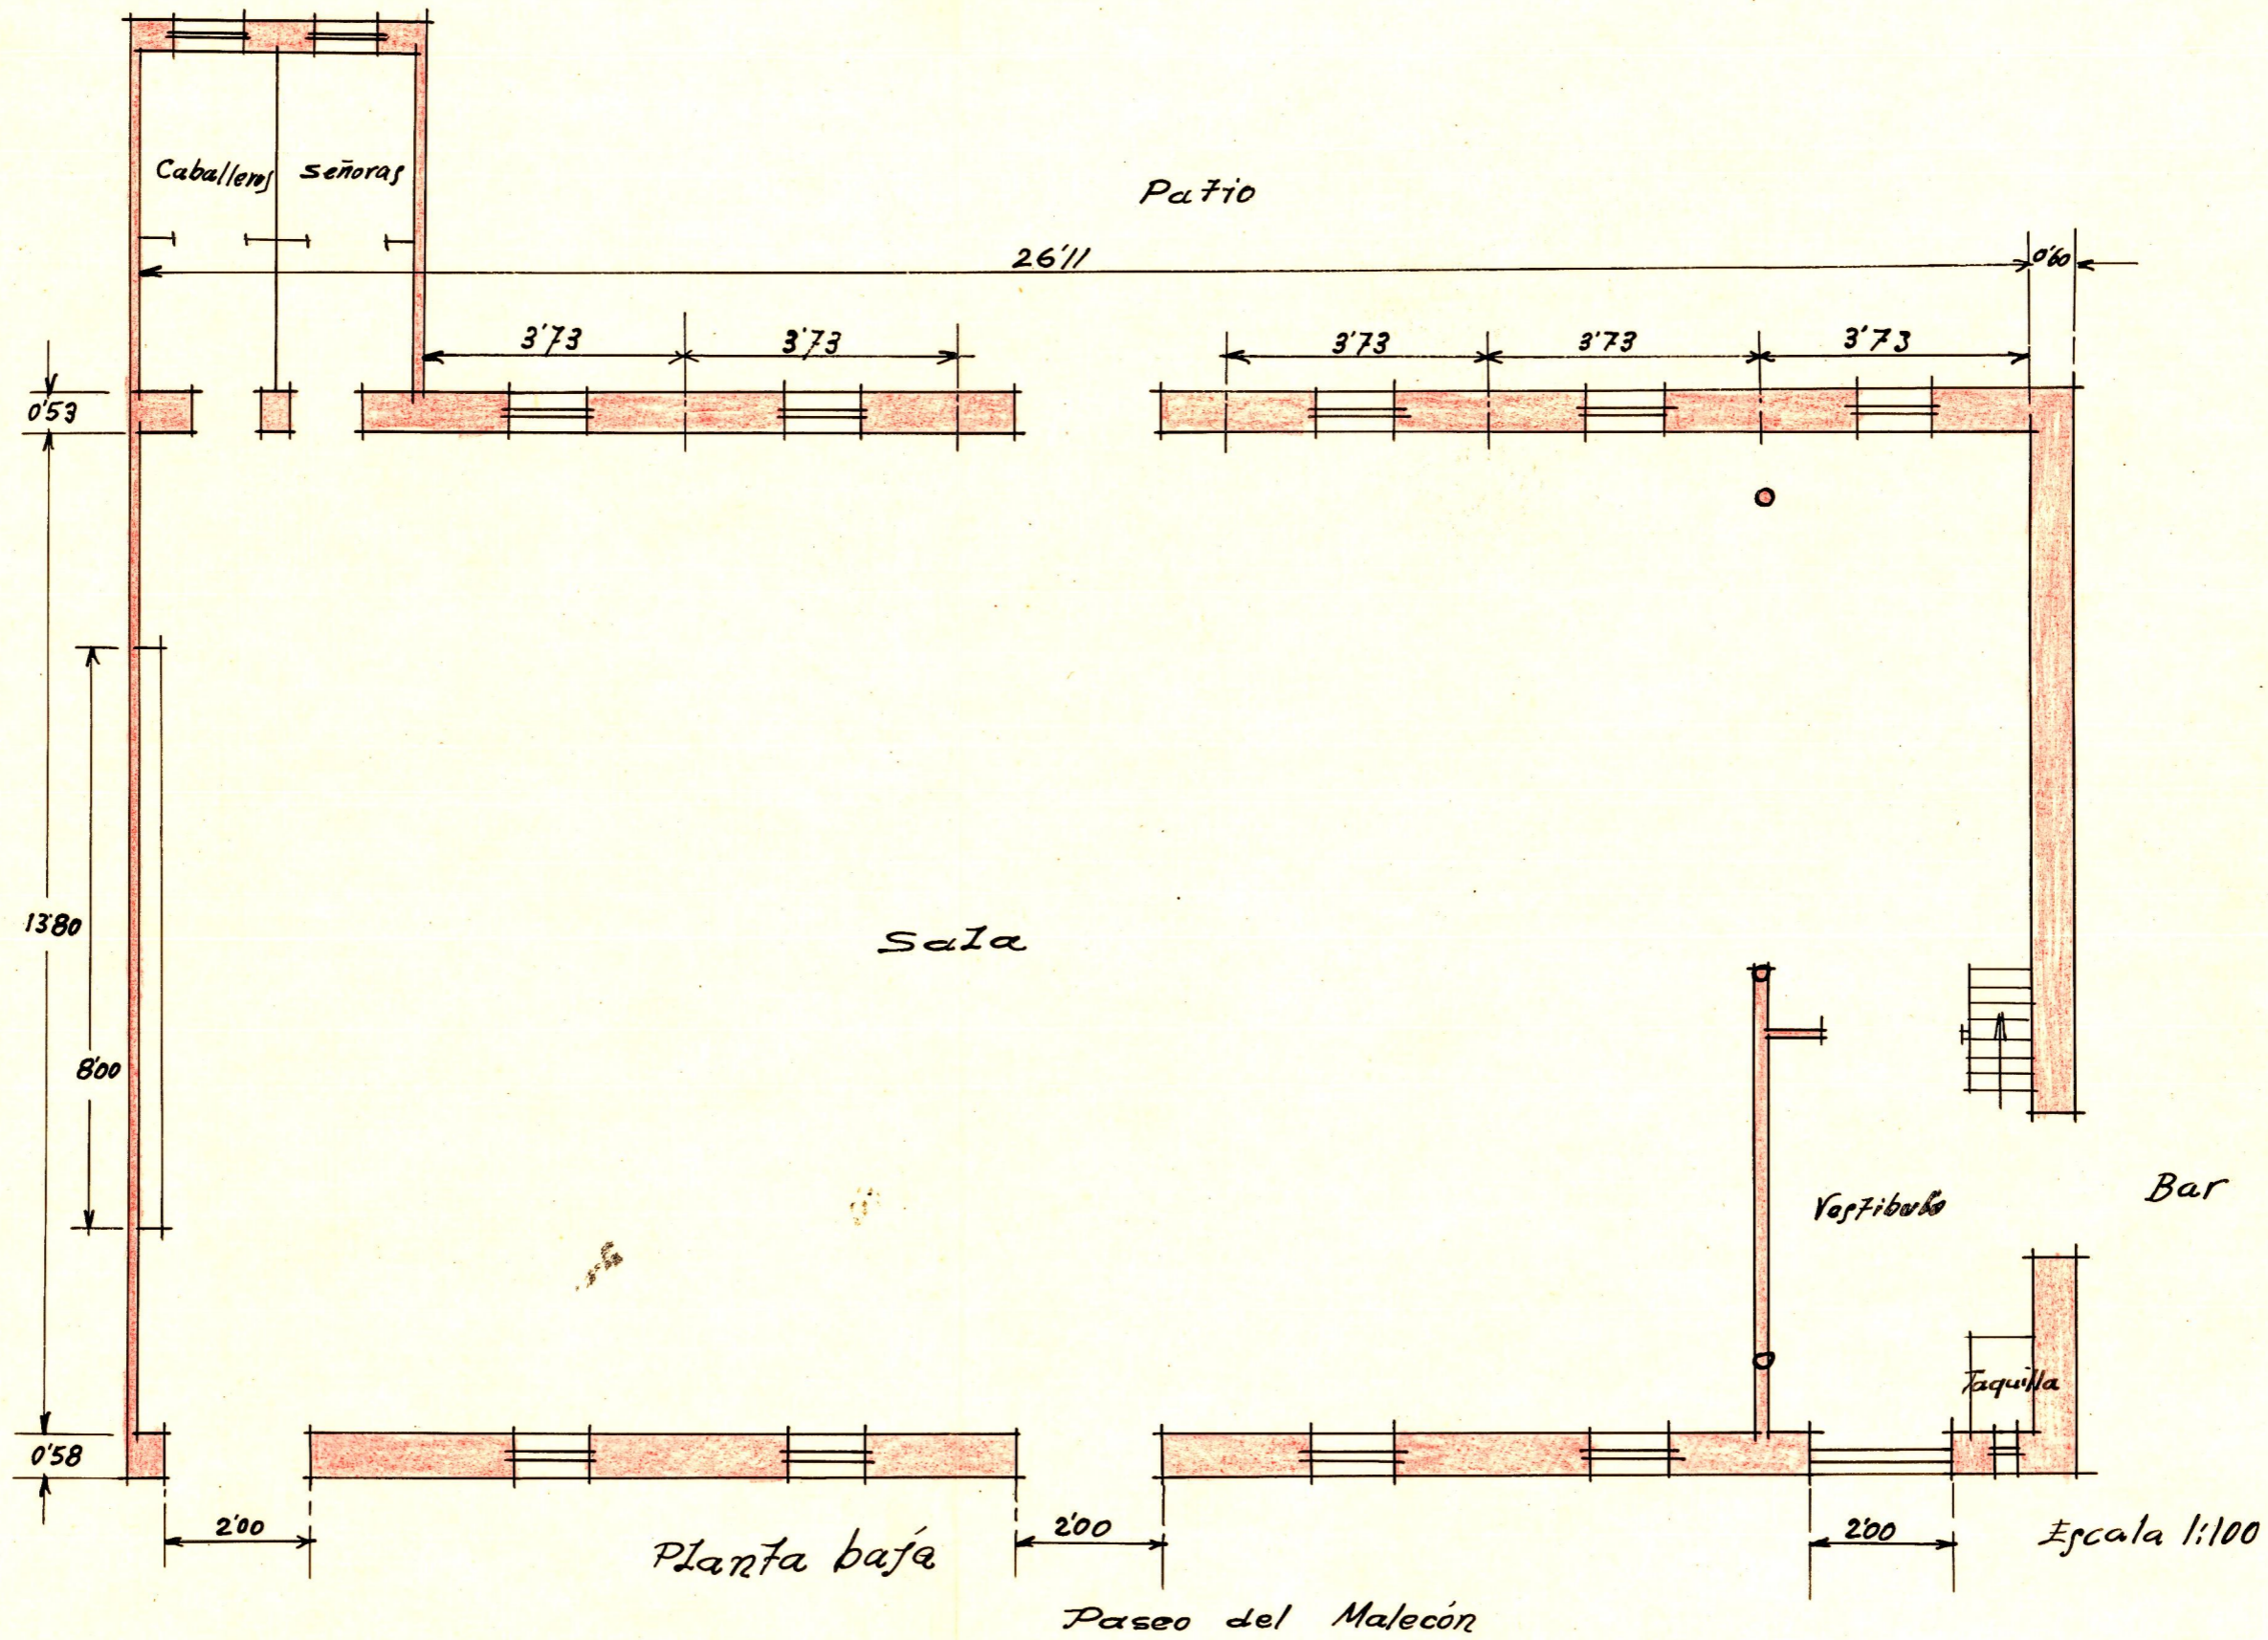 Caballeros
Señoras
Patio
26'11
0'60
3'73
3'73
3'73
3'73
3'73
0'53
13'80
Sala
8'00
Bar
Vestibulo
Taquilla
0'58
2'00
2'00
2'00
Planta baja
Escala 1:100
Paseo del Malecón